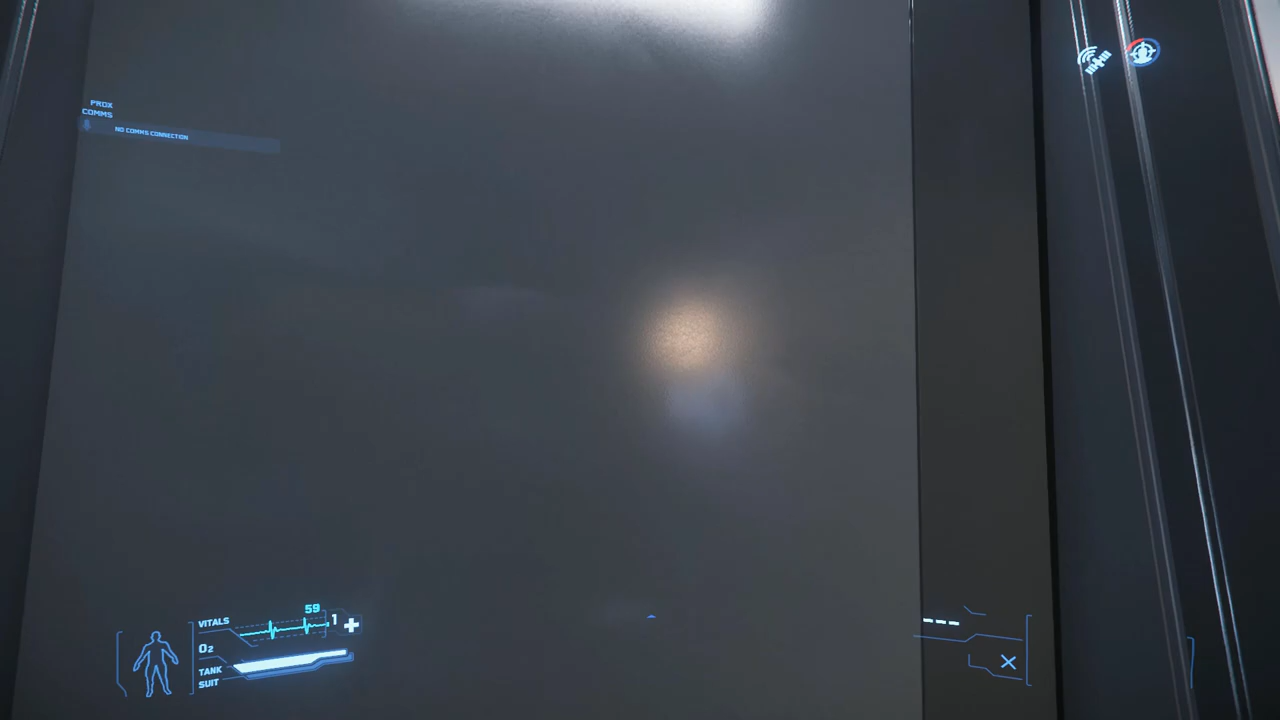 PROX
COMMS
NO COMMS CONNECTION
59
VITALS
1
O2
TANK
SUIT